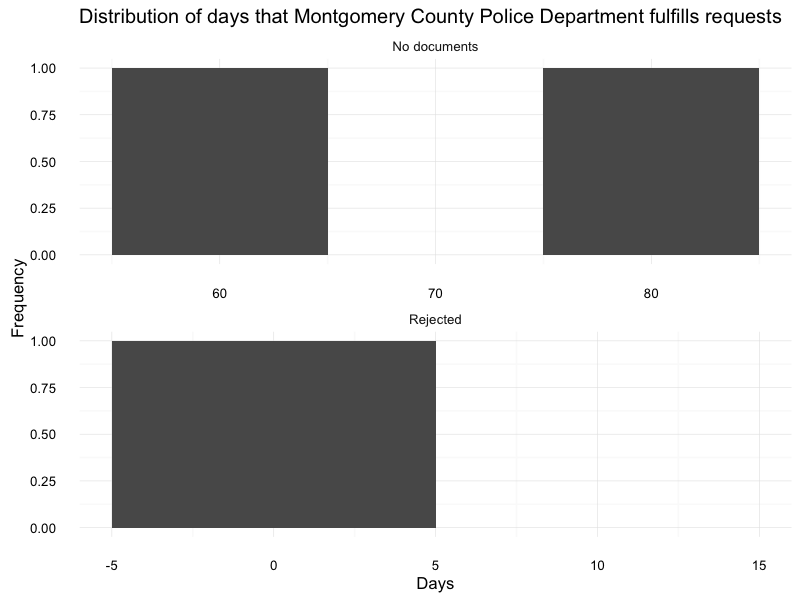 Distribution of days that Montgomery County Police Department fulfills requests
No documents
1.00
0.75
0.50
0.25
0.00
60 70 80
Frequency
Rejected
1.00
0.75
0.50
0.25
0.00
-5 0 5 10 15
Days